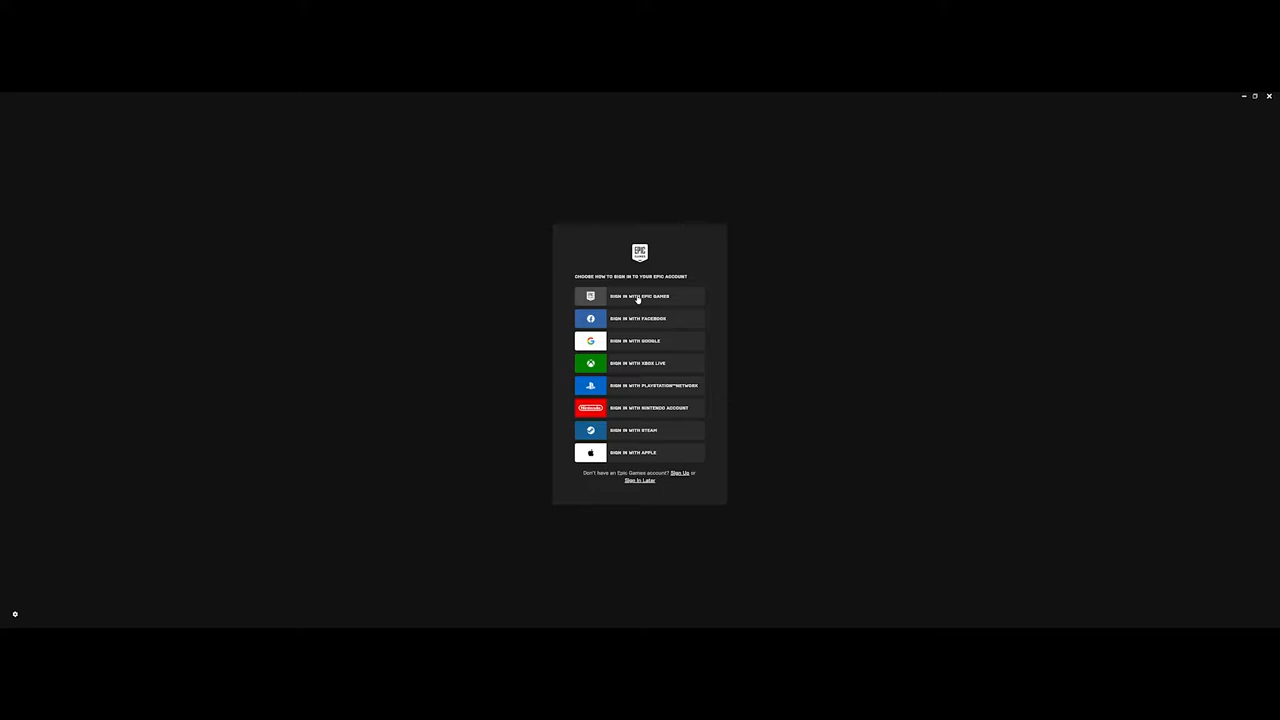 EPIC
GAMES
CHOOSE HOW TO SIGN IN TO YOUR EPIC ACCOUNT
SIGN IN WITH EPIC GAMES
SIGN IN WITH FACEBOOK
SIGN IN WITH GOOGLE
SIGN IN WITH XBOX LIVE
SIGN IN WITH PLAYSTATION™NETWORK
Nintendo
SIGN IN WITH NINTENDO ACCOUNT
SIGN IN WITH STEAM
SIGN IN WITH APPLE
Don't have an Epic Games account? Sign Up or
Sign In Later